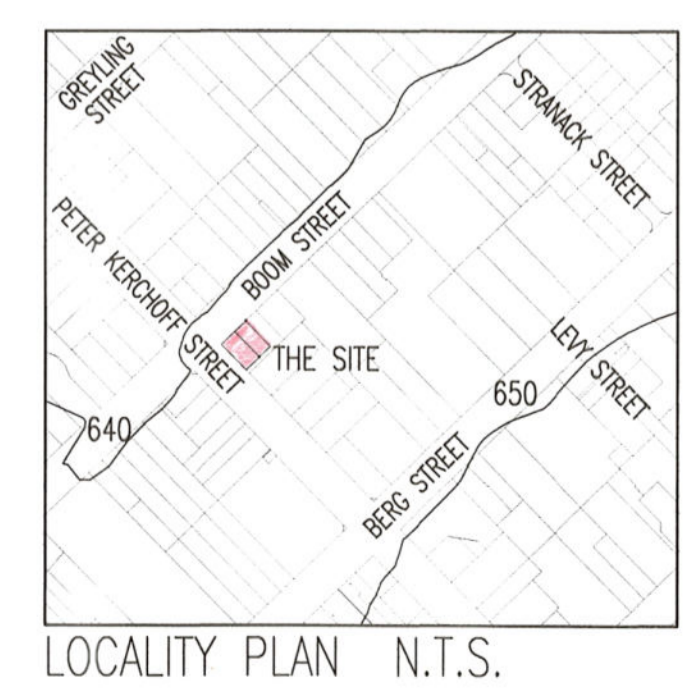 GREYLING
STREET
STRANACK STREET
PETER KERCHOFF STREET
BOOM STREET
THE SITE
LEVY STREET
650
640
BERG STREET
LOCALITY PLAN N.T.S.